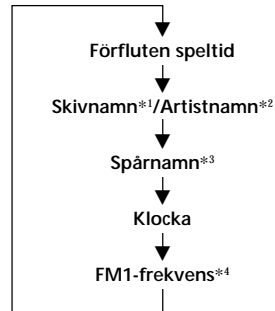 Förfluten speltid
Skivnamn*1/Artistnamn*2
Spårnamn*3
Klocka
FM1-frekvens*4